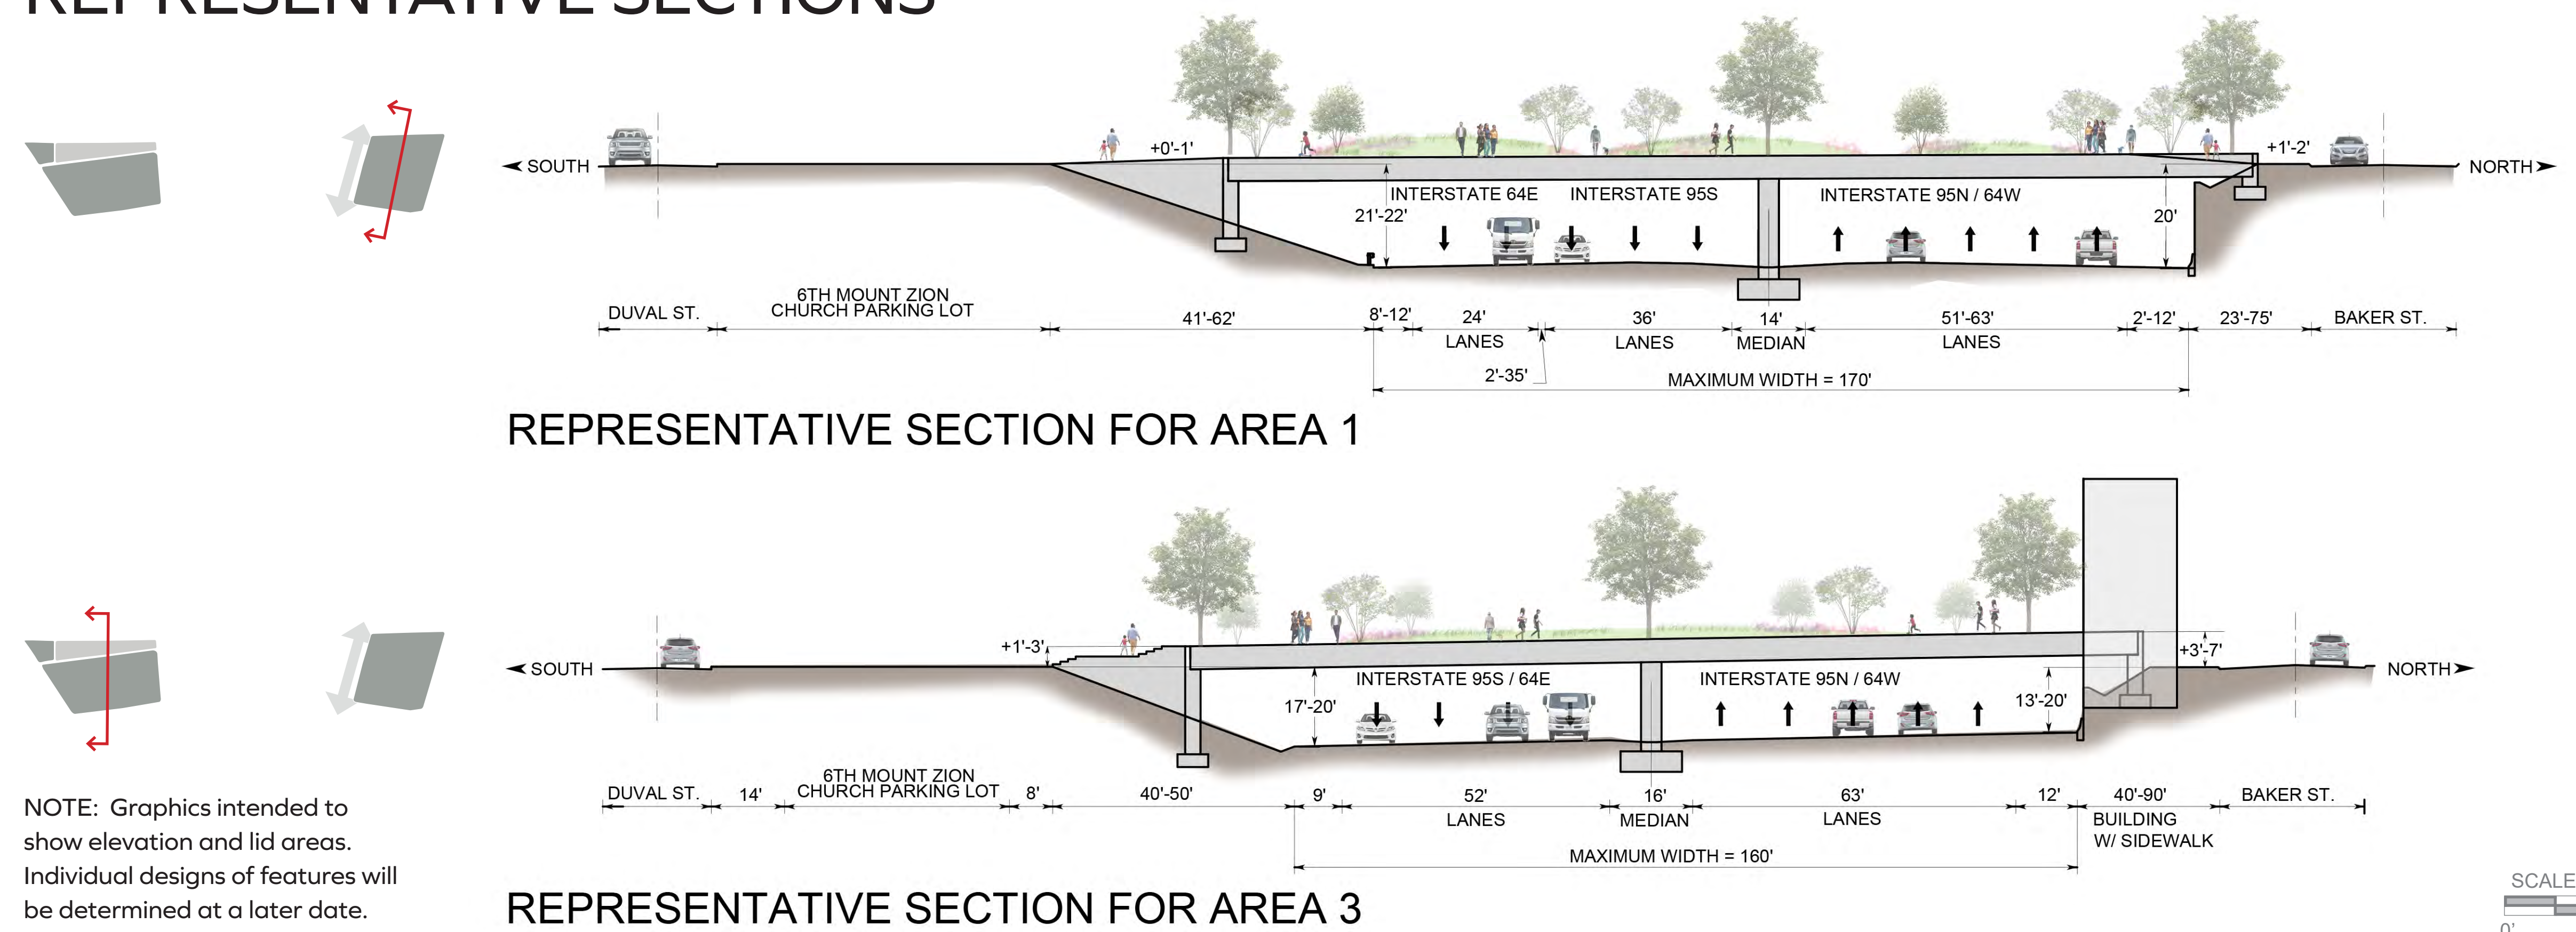 REPRESENTATIVE SECTIONS
+0'-1'
+1'-2'
SOUTH
NORTH
INTERSTATE 64E
INTERSTATE 95S
INTERSTATE 95N / 64W
21'-22'
20'
DUVAL ST.
6TH MOUNT ZION
CHURCH PARKING LOT
41'-62'
8'-12'
24'
LANES
36'
LANES
14'
MEDIAN
51'-63'
LANES
2'-12'
23'-75'
BAKER ST.
2'-35'
MAXIMUM WIDTH = 170'
REPRESENTATIVE SECTION FOR AREA 1
+1'-3'
+3'-7'
SOUTH
NORTH
INTERSTATE 95S / 64E
INTERSTATE 95N / 64W
17'-20'
13'-20'
DUVAL ST.
14'
6TH MOUNT ZION
CHURCH PARKING LOT
8'
40'-50'
9'
52'
LANES
16'
MEDIAN
63'
LANES
12'
40'-90'
BUILDING
W/ SIDEWALK
BAKER ST.
MAXIMUM WIDTH = 160'
REPRESENTATIVE SECTION FOR AREA 3
NOTE: Graphics intended to
show elevation and lid areas.
Individual designs of features will
be determined at a later date.
SCALE
0'